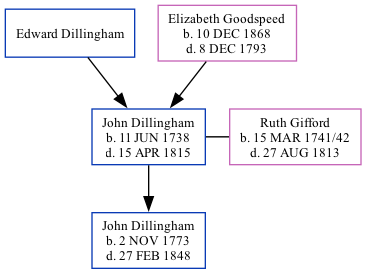 Edward Dillingham
Elizabeth Goodspeed
b. 10 DEC 1868
d. 8 DEC 1793
John Dillingham
b. 11 JUN 1738
d. 15 APR 1815
Ruth Gifford
b. 15 MAR 1741/42
d. 27 AUG 1813
John Dillingham
b. 2 NOV 1773
d. 27 FEB 1848